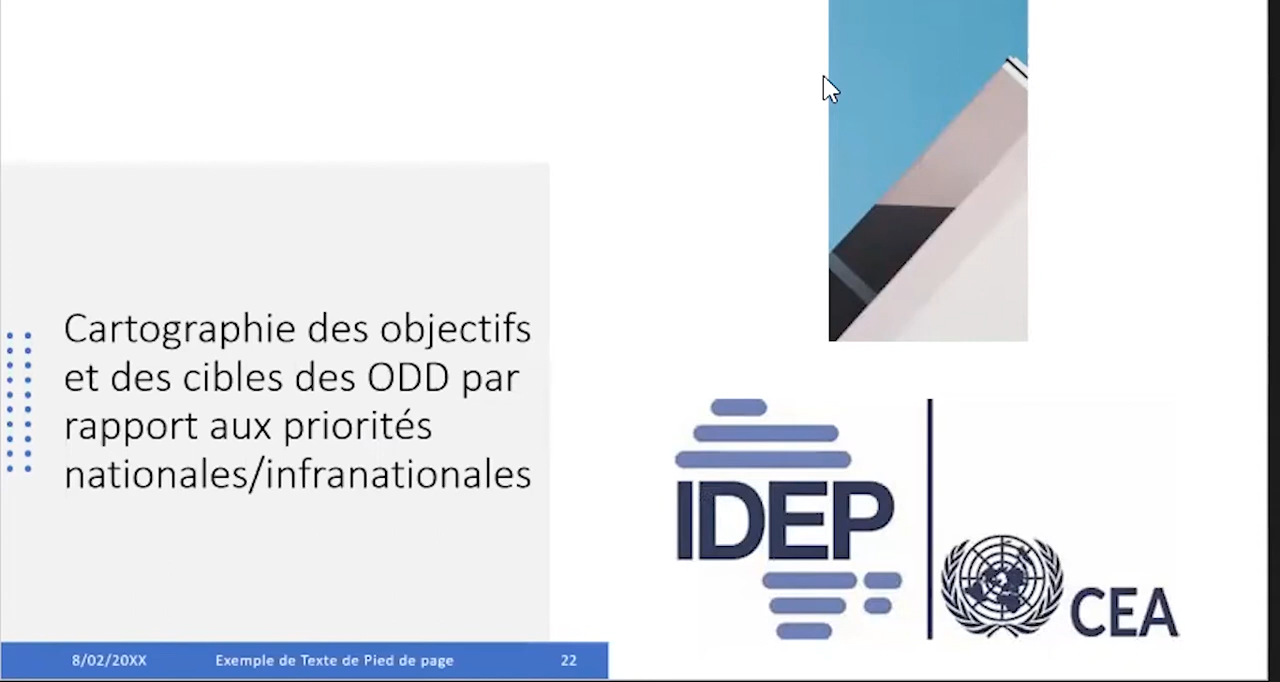 Cartographie des objectifs
et des cibles des ODD par
rapport aux priorités
nationales/infranationales
IDEP
CEA
8/02/20XX
Exemple de Texte de Pied de page
22